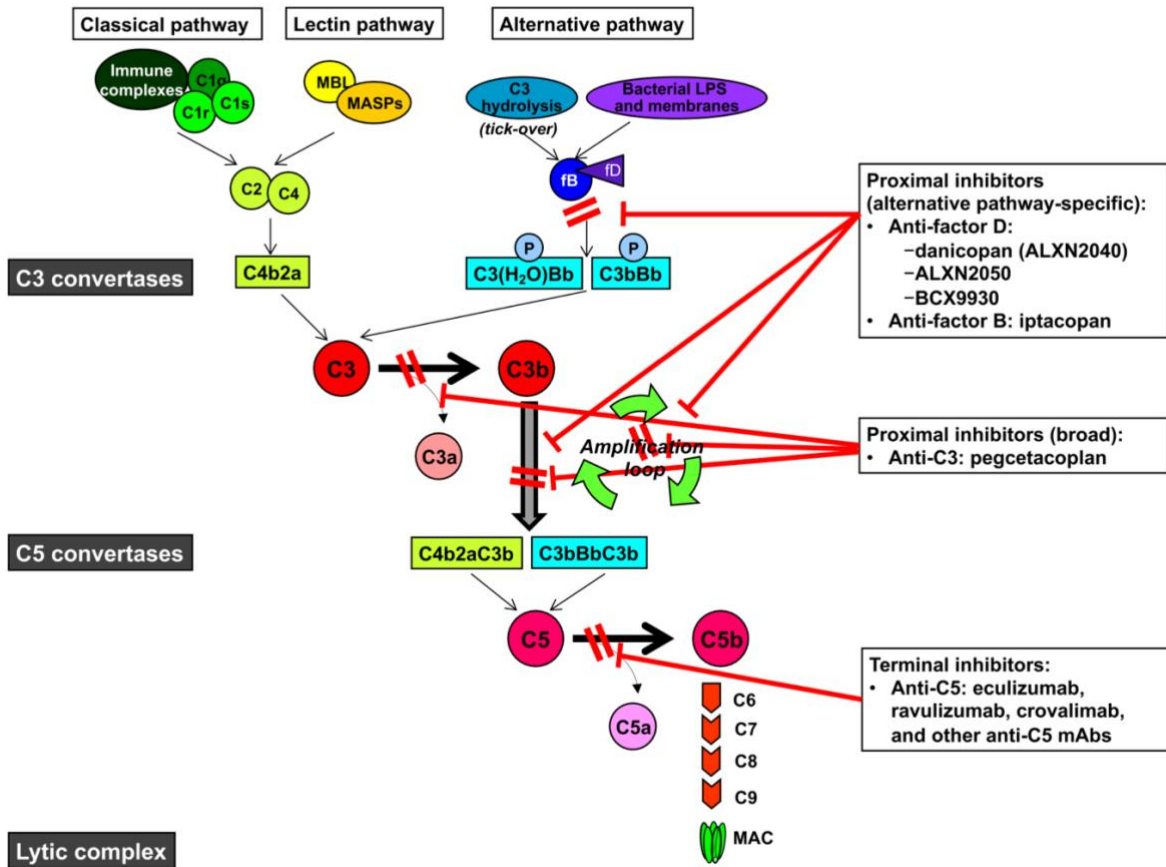 Classical pathway
Lectin pathway
Alternative pathway
Immune
complexes
C1q
C1r
C1s
MBL
MASPs
C3
hydrolysis
(tick-over)
Bacterial LPS
and membranes
C2
C4
fB
fD
P
P
C3 convertases
C4b2a
C3(H₂O)Bb
C3bBb
C3
C3b
C3a
Amplification
loop
C5 convertases
C4b2aC3b
C3bBbC3b
C5
C5b
C5a
C6
C7
C8
C9
MAC
Lytic complex
Proximal inhibitors
(alternative pathway-specific):
• Anti-factor D:
−danicopan (ALXN2040)
−ALXN2050
−BCX9930
• Anti-factor B: iptacopan
Proximal inhibitors (broad):
• Anti-C3: pegcetacoplan
Terminal inhibitors:
• Anti-C5: eculizumab,
ravulizumab, crovalimab,
and other anti-C5 mAbs